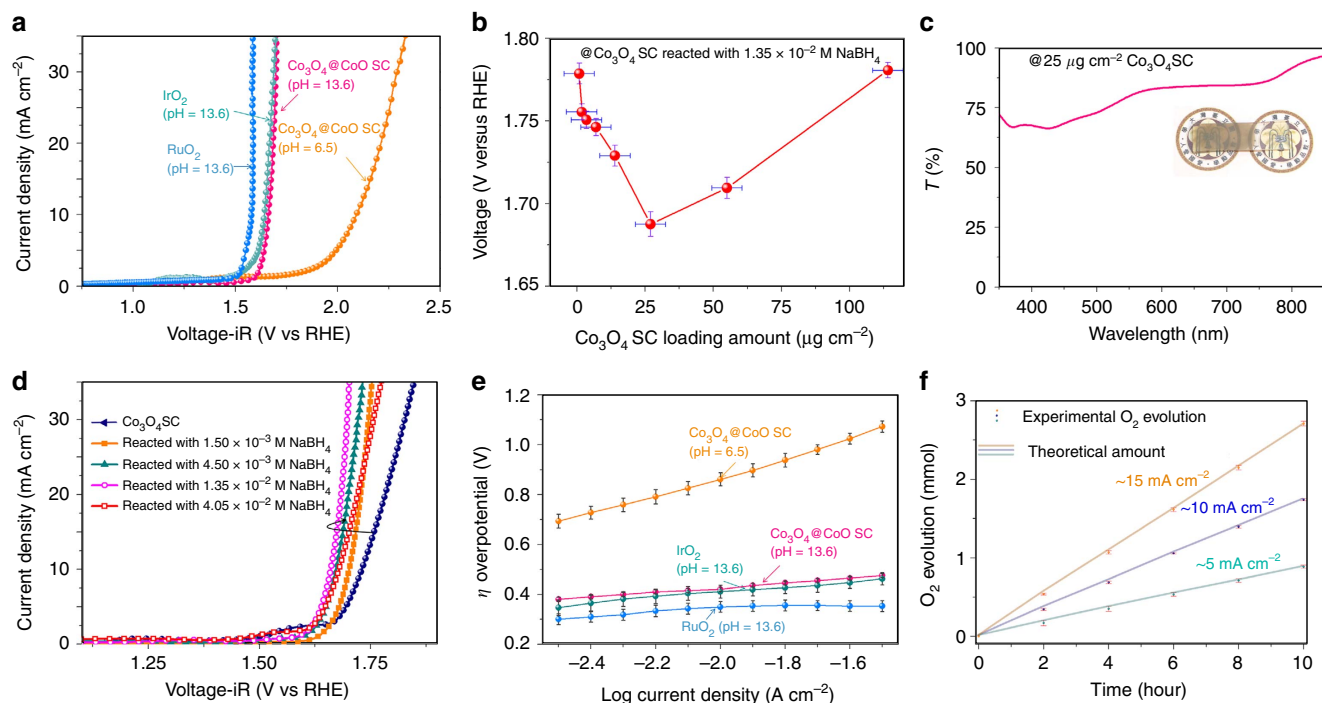 a
Current density (mA cm⁻²)
35
30
20
10
0
1.0
1.5
2.0
2.5
Voltage-iR (V vs RHE)
Co₃O₄@CoO SC
(pH = 13.6)
IrO₂
(pH = 13.6)
Co₃O₄@CoO SC
(pH = 6.5)
RuO₂
(pH = 13.6)
b
Voltage (V versus RHE)
1.80
1.75
1.70
1.65
0
25
50
75
100
Co₃O₄ SC loading amount (μg cm⁻²)
@Co₃O₄ SC reacted with 1.35 × 10⁻² M NaBH₄
c
T (%)
100
75
50
25
0
400
500
600
700
800
Wavelength (nm)
@25 μg cm⁻² Co₃O₄SC
d
Current density (mA cm⁻²)
30
20
10
0
1.25
1.50
1.75
Voltage-iR (V vs RHE)
Co₃O₄SC
Reacted with 1.50 × 10⁻³ M NaBH₄
Reacted with 4.50 × 10⁻³ M NaBH₄
Reacted with 1.35 × 10⁻² M NaBH₄
Reacted with 4.05 × 10⁻² M NaBH₄
e
η overpotential (V)
1.2
1.0
0.8
0.6
0.4
0.2
−2.4
−2.2
−2.0
−1.8
−1.6
Log current density (A cm⁻²)
Co₃O₄@CoO SC
(pH = 6.5)
Co₃O₄@CoO SC
(pH = 13.6)
IrO₂
(pH = 13.6)
RuO₂ (pH = 13.6)
f
O₂ evolution (mmol)
3
2
1
0
0
2
4
6
8
10
Time (hour)
Experimental O₂ evolution
Theoretical amount
~15 mA cm⁻²
~10 mA cm⁻²
~5 mA cm⁻²